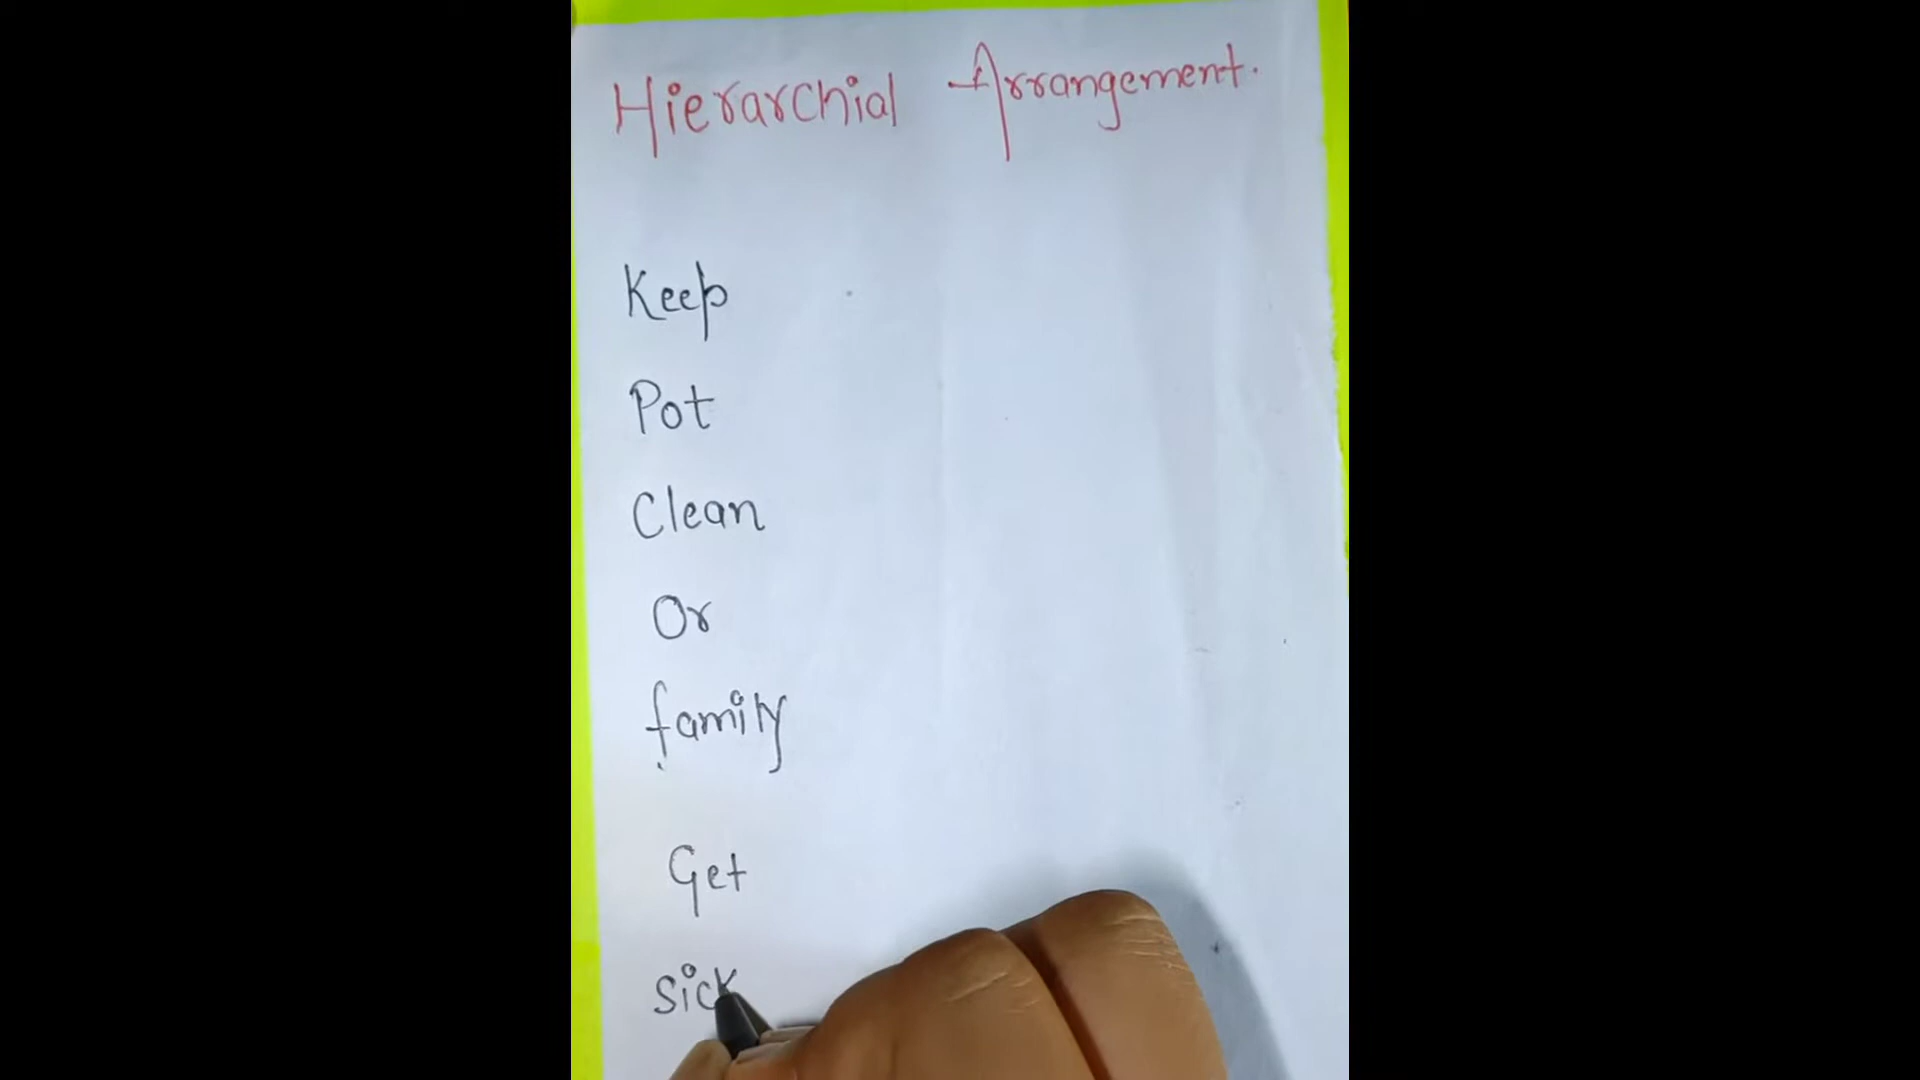 Hierarchial Arrangement.
Keep
Pot
Clean
Or
family
Get
Sick